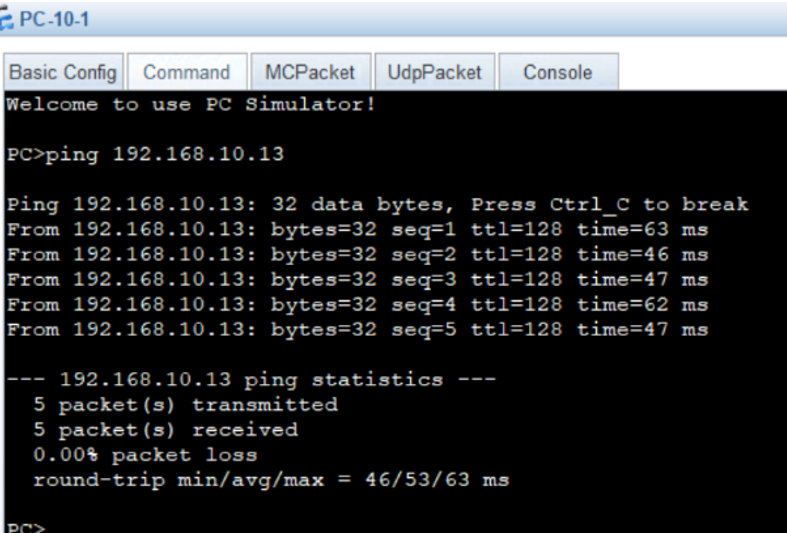 PC-10-1
Basic Config Command MCPacket UdpPacket Console
Welcome to use PC Simulator!
PC>ping 192.168.10.13
Ping 192.168.10.13: 32 data bytes, Press Ctrl_C to break
From 192.168.10.13: bytes=32 seq=1 ttl=128 time=63 ms
From 192.168.10.13: bytes=32 seq=2 ttl=128 time=46 ms
From 192.168.10.13: bytes=32 seq=3 ttl=128 time=47 ms
From 192.168.10.13: bytes=32 seq=4 ttl=128 time=62 ms
From 192.168.10.13: bytes=32 seq=5 ttl=128 time=47 ms
--- 192.168.10.13 ping statistics ---
5 packet(s) transmitted
5 packet(s) received
0.00% packet loss
round-trip min/avg/max = 46/53/63 ms
PC>